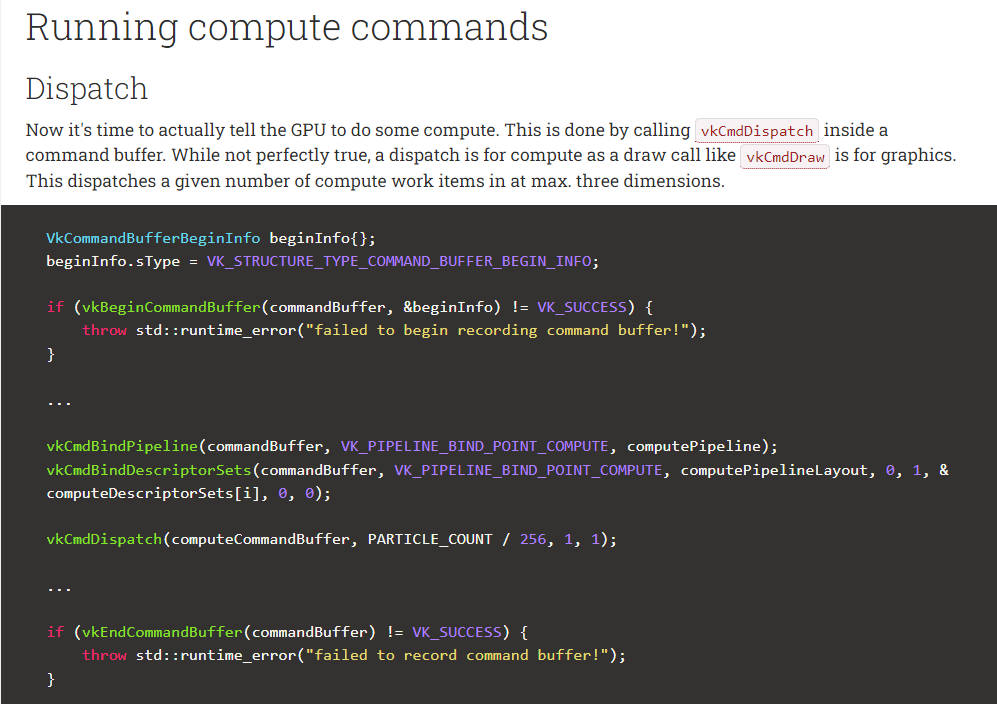 Running compute commands
Dispatch
Now it's time to actually tell the GPU to do some compute. This is done by calling vkCmdDispatch inside a
command buffer. While not perfectly true, a dispatch is for compute as a draw call like vkCmdDraw is for graphics.
This dispatches a given number of compute work items in at max. three dimensions.
VkCommandBufferBeginInfo beginInfo{};
beginInfo.sType = VK_STRUCTURE_TYPE_COMMAND_BUFFER_BEGIN_INFO;
if (vkBeginCommandBuffer(commandBuffer, &beginInfo) != VK_SUCCESS) {
    throw std::runtime_error("failed to begin recording command buffer!");
}
...
vkCmdBindPipeline(commandBuffer, VK_PIPELINE_BIND_POINT_COMPUTE, computePipeline);
vkCmdBindDescriptorSets(commandBuffer, VK_PIPELINE_BIND_POINT_COMPUTE, computePipelineLayout, 0, 1, &
computeDescriptorSets[i], 0, 0);
vkCmdDispatch(computeCommandBuffer, PARTICLE_COUNT / 256, 1, 1);
...
if (vkEndCommandBuffer(commandBuffer) != VK_SUCCESS) {
    throw std::runtime_error("failed to record command buffer!");
}